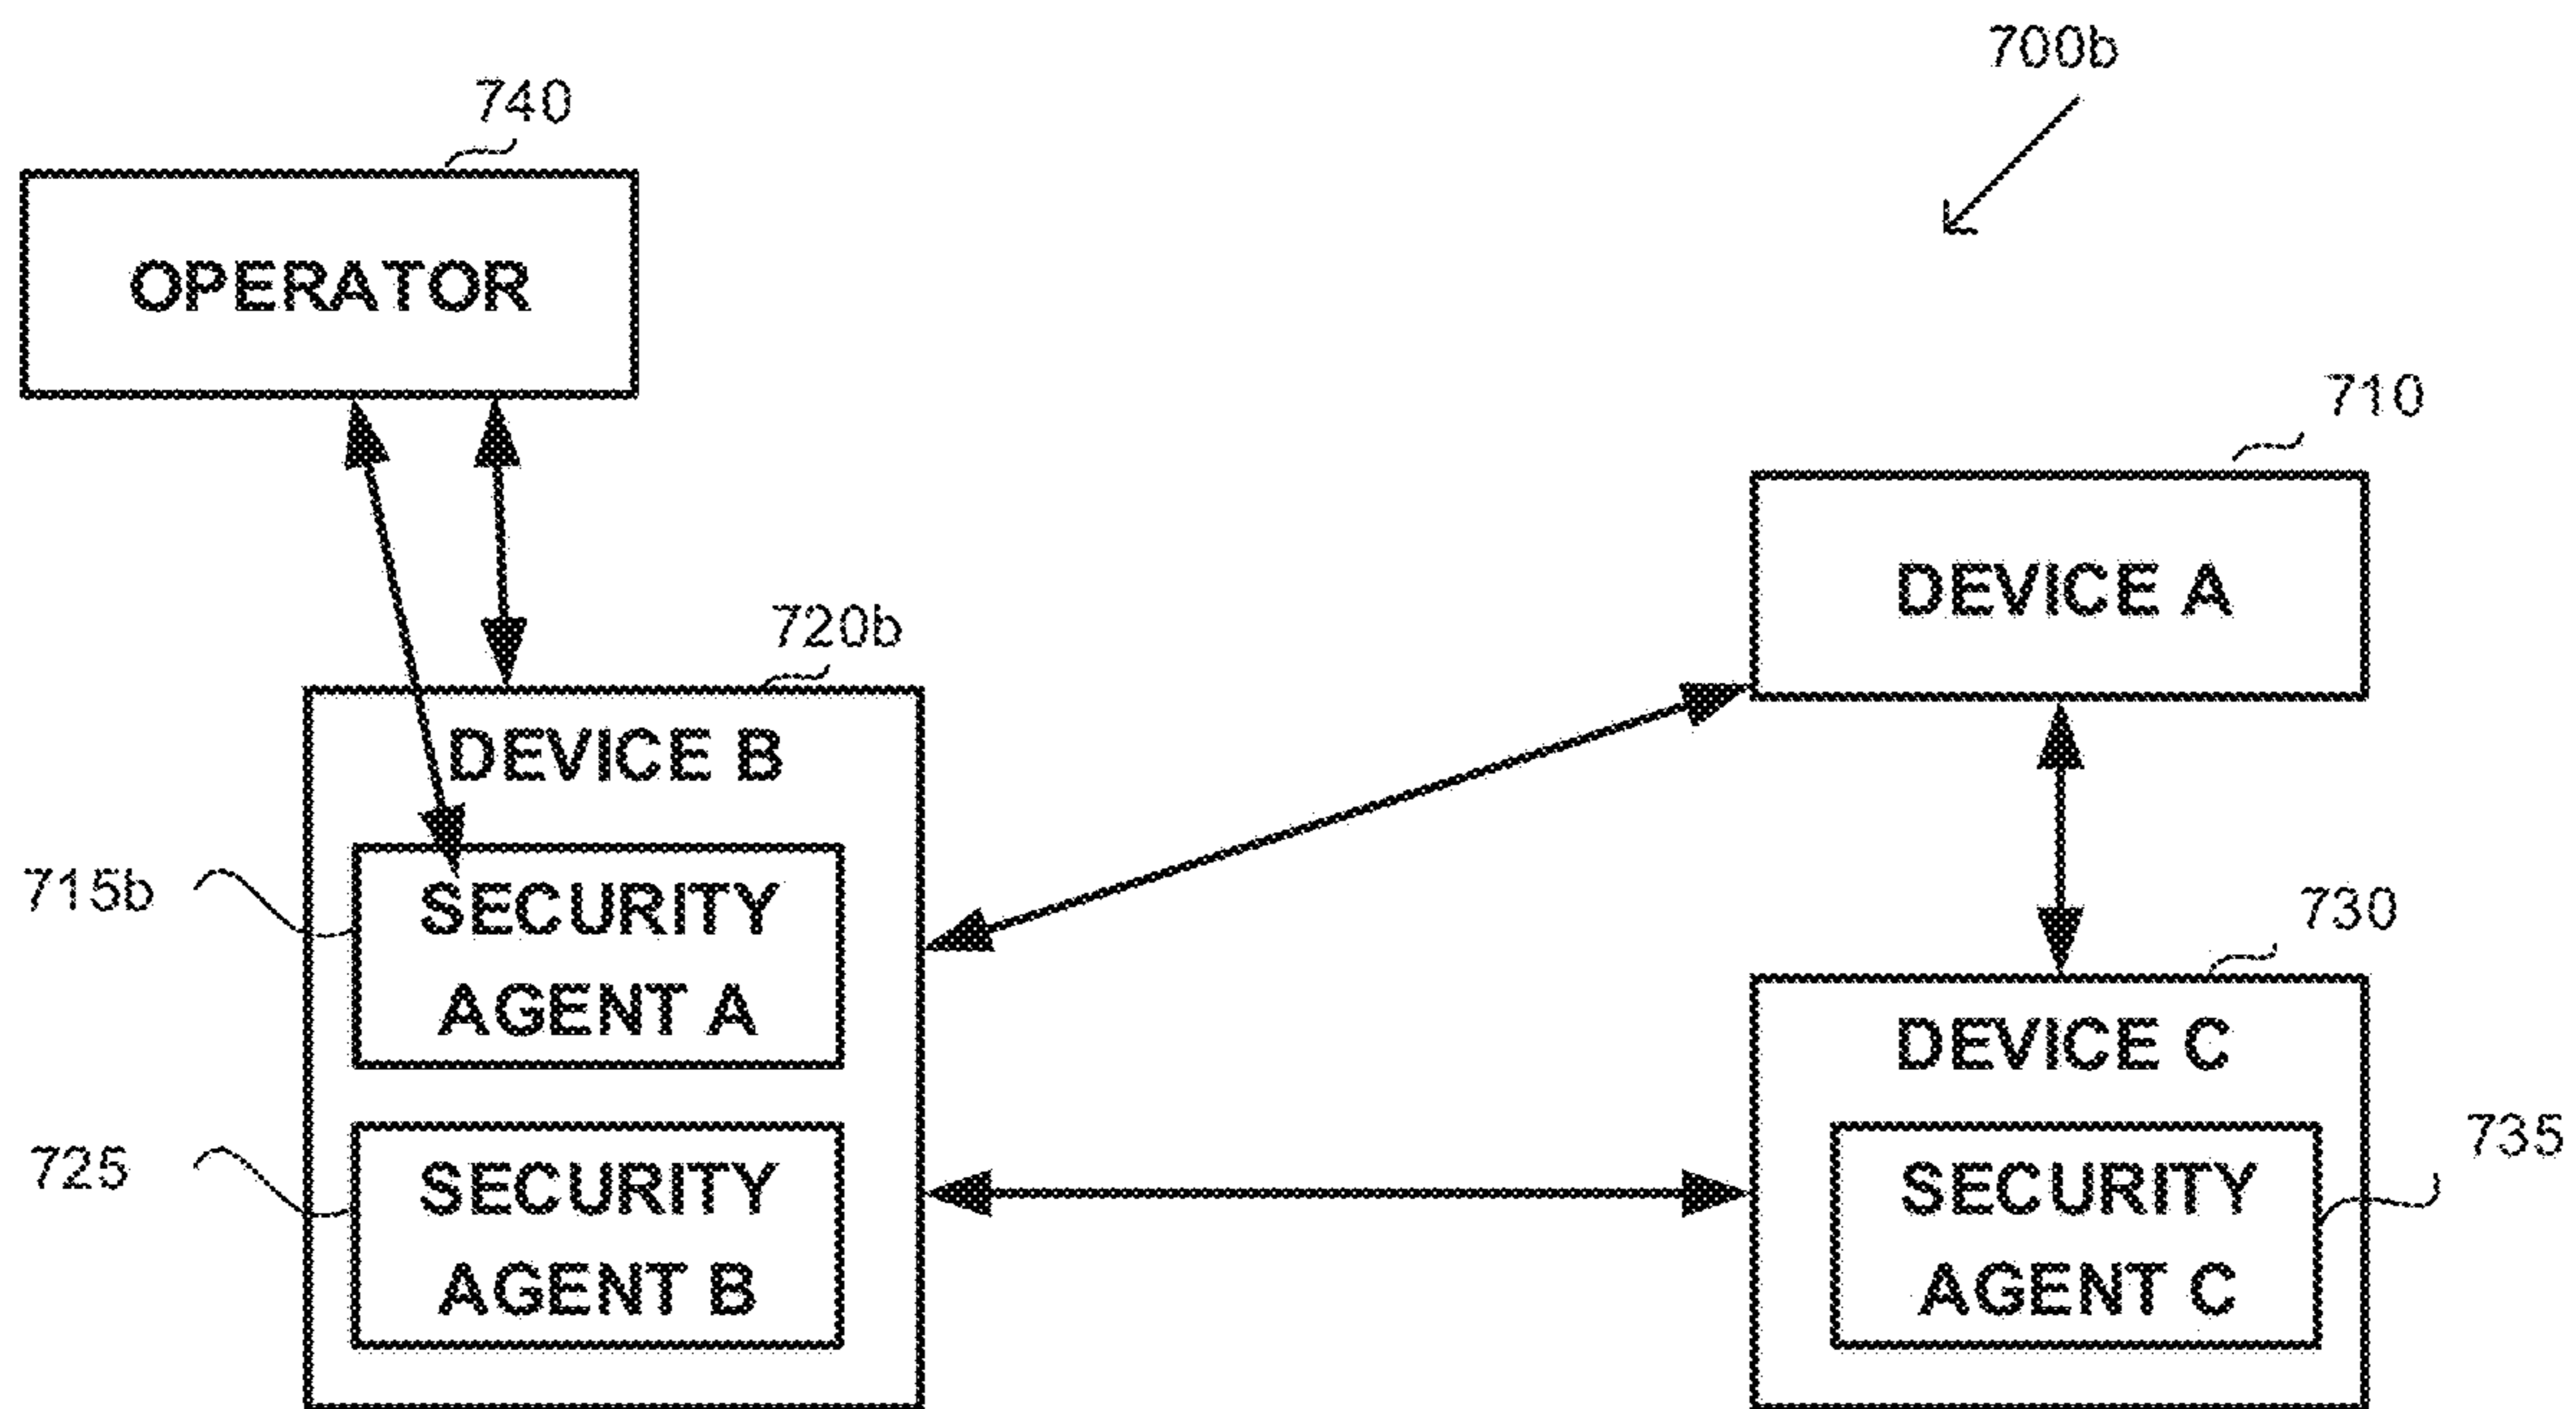 700b
740
OPERATOR
710
DEVICE A
720b
DEVICE B
715b
SECURITY
AGENT A
725
SECURITY
AGENT B
730
DEVICE C
735
SECURITY
AGENT C